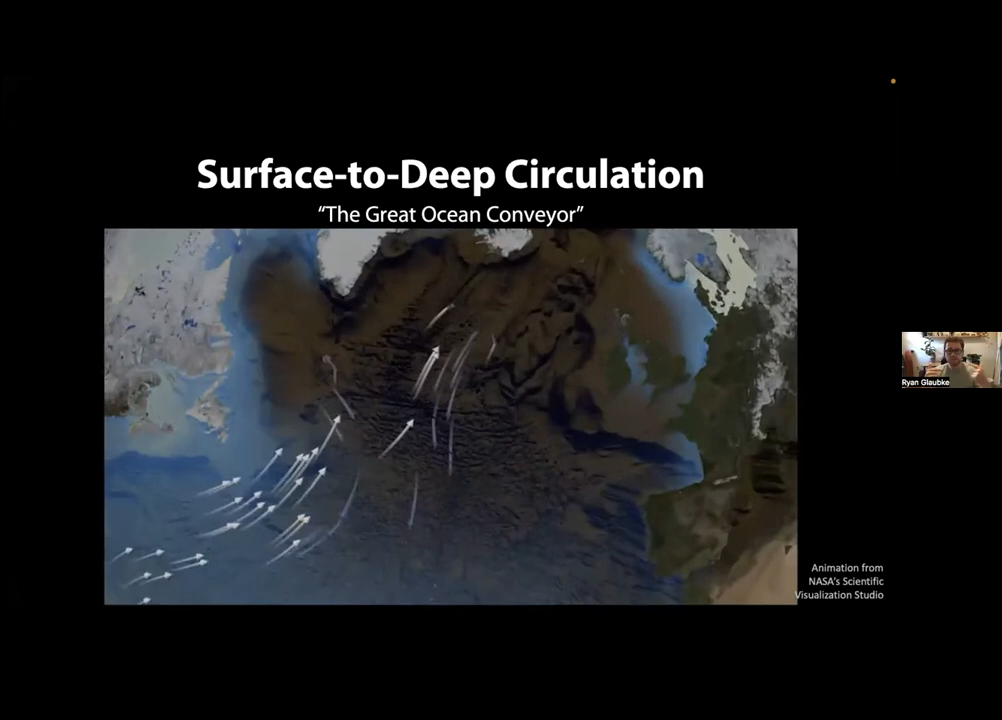 Surface-to-Deep Circulation
“The Great Ocean Conveyor”
Animation from
NASA's Scientific
Visualization Studio
Ryan Glaubke